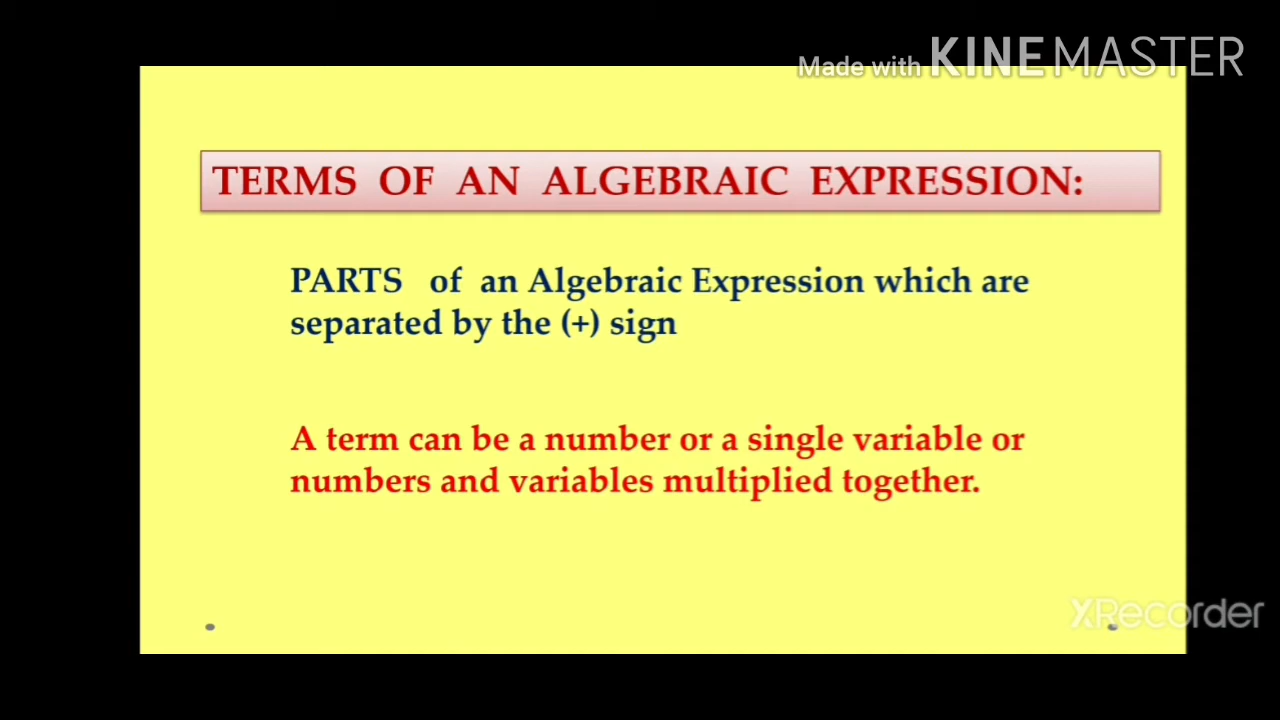 Made with KINEMASTER
TERMS OF AN ALGEBRAIC EXPRESSION:
PARTS of an Algebraic Expression which are
separated by the (+) sign
A term can be a number or a single variable or
numbers and variables multiplied together.
XRecorder